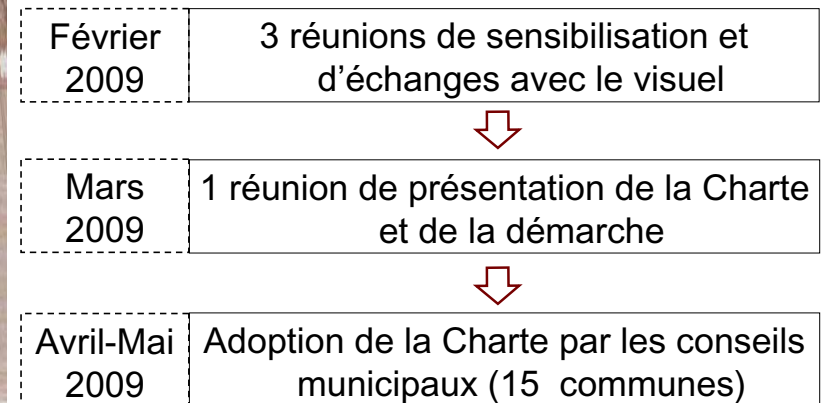 Février
2009
3 réunions de sensibilisation et
d'échanges avec le visuel
Mars
2009
1 réunion de présentation de la Charte
et de la démarche
Avril-Mai
2009
Adoption de la Charte par les conseils
municipaux (15 communes)